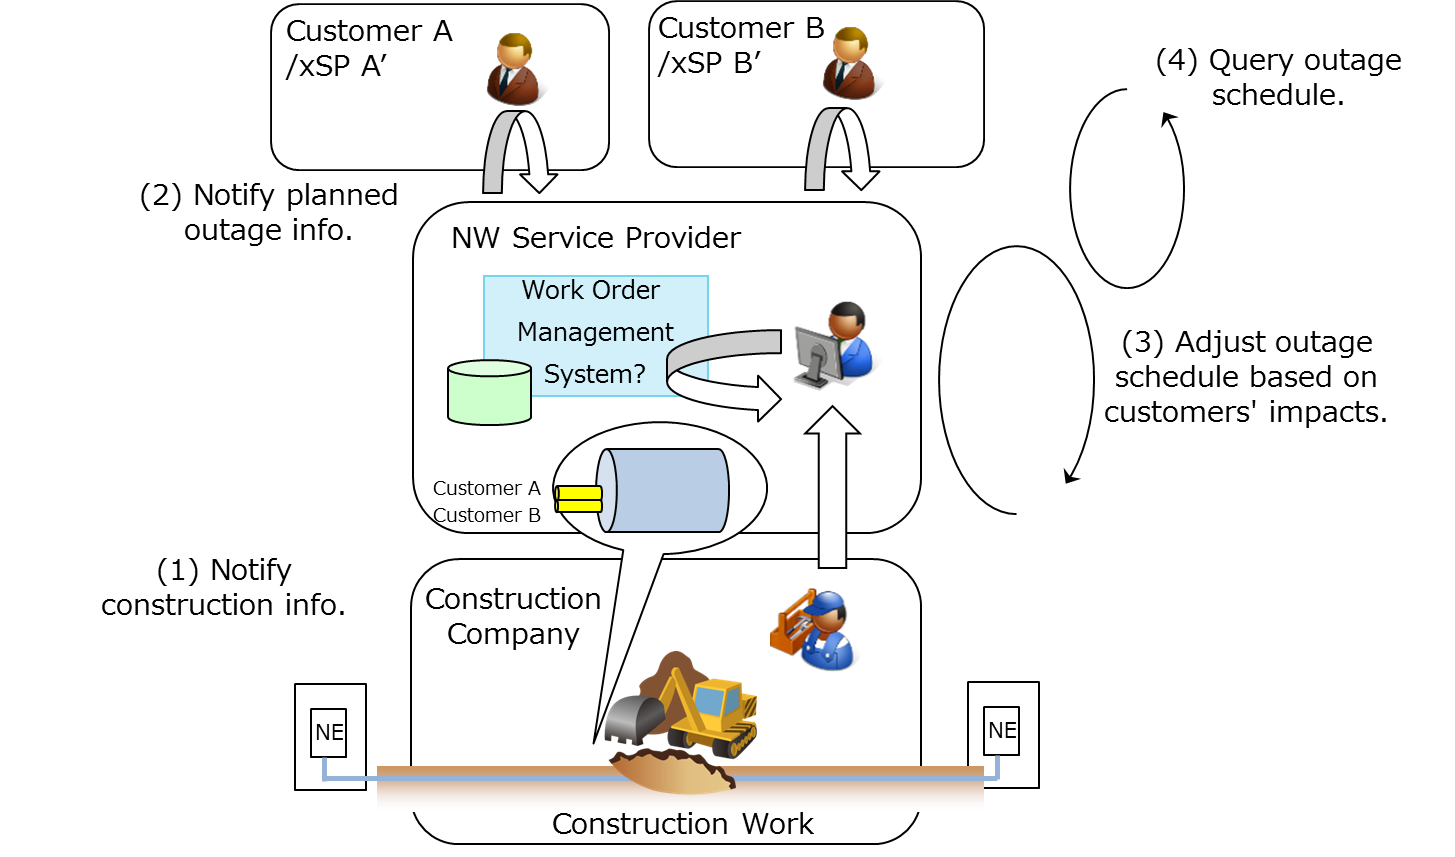 Customer A
/xSP A’
Customer B
/xSP B’
(4) Query outage
schedule.
(2) Notify planned
outage info.
NW Service Provider
Work Order
Management
System?
(3) Adjust outage
schedule based on
customers' impacts.
Customer A
Customer B
(1) Notify
construction info.
Construction
Company
NE
NE
Construction Work